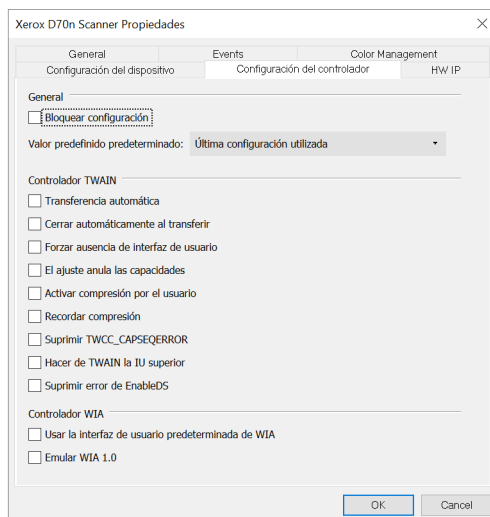 Xerox D70n Scanner Propiedades
General Events Color Management
Configuración del dispositivo Configuración del controlador HW IP
General
Bloquear configuración
Valor predefinido predeterminado: Última configuración utilizada
Controlador TWAIN
Transferencia automática
Cerrar automáticamente al transferir
Forzar ausencia de interfaz de usuario
El ajuste anula las capacidades
Activar compresión por el usuario
Recordar compresión
Suprimir TWCC_CAPSEQERROR
Hacer de TWAIN la IU superior
Suprimir error de EnableDS
Controlador WIA
Usar la interfaz de usuario predeterminada de WIA
Emular WIA 1.0
OK Cancel